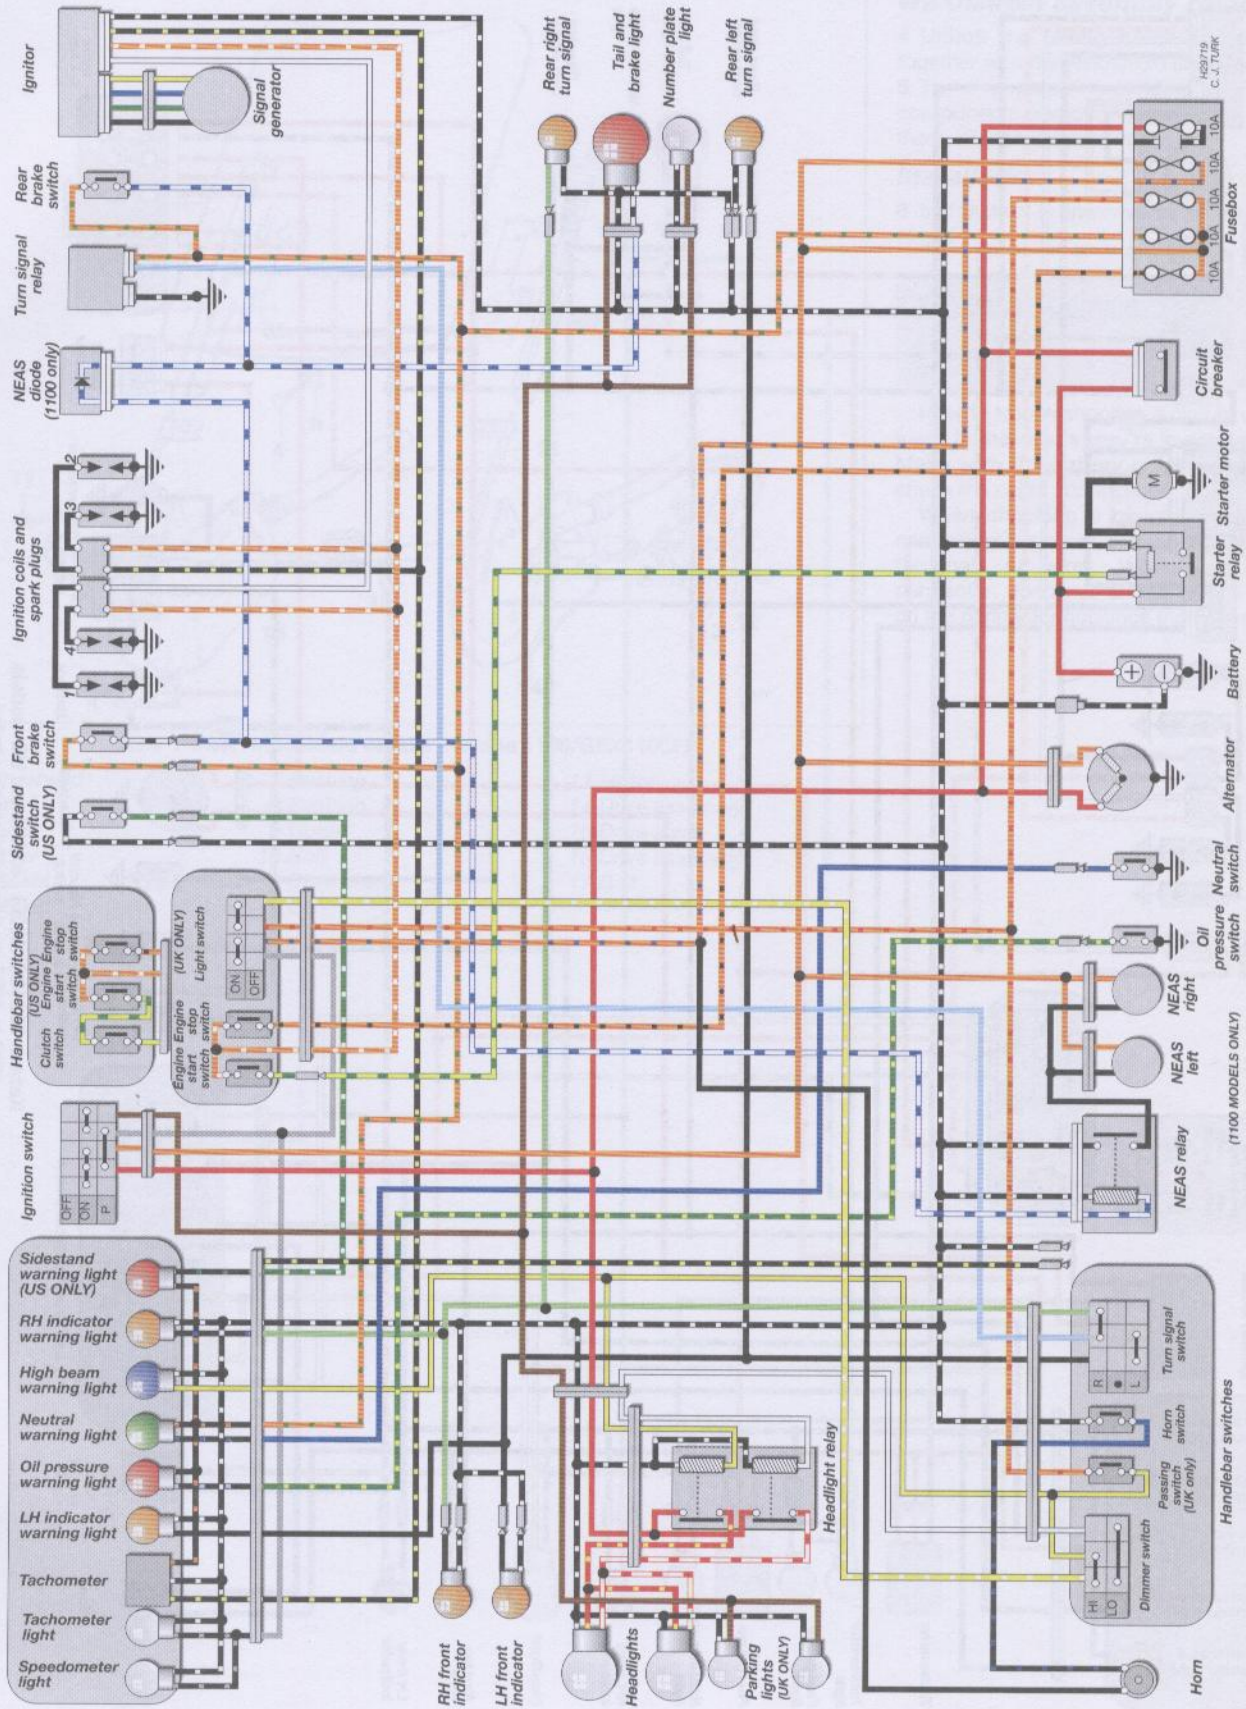 Ignitor
Signal
generator
Rear
brake
switch
Turn signal
relay
NEAS
diode
(1100 only)
Ignition coils and
spark plugs
2
3
4
1
Front
brake
switch
Sidestand
switch
(US ONLY)
Handlebar switches
(US ONLY)
Clutch
switch
Engine
start
switch
Engine
stop
switch
(UK ONLY)
Light switch
ON
OFF
Engine
start
switch
Engine
stop
switch
Ignition switch
OFF
ON
P
Sidestand
warning light
(US ONLY)
RH indicator
warning light
High beam
warning light
Neutral
warning light
Oil pressure
warning light
LH indicator
warning light
Tachometer
Tachometer
light
Speedometer
light
Rear right
turn signal
Tail and
brake light
Number plate
light
Rear left
turn signal
RH front
indicator
LH front
indicator
Headlights
Parking
lights
(UK ONLY)
Headlight relay
H29719
C. J. TURK
10A
10A
10A
10A
10A
Fusebox
Circuit
breaker
M
Starter motor
Starter
relay
Battery
Alternator
Neutral
switch
Oil
pressure
switch
NEAS
right
NEAS
left
(1100 MODELS ONLY)
NEAS relay
R
L
Turn signal
switch
Horn
switch
Passing
switch
(UK only)
HI
LO
Dimmer switch
Handlebar switches
Horn